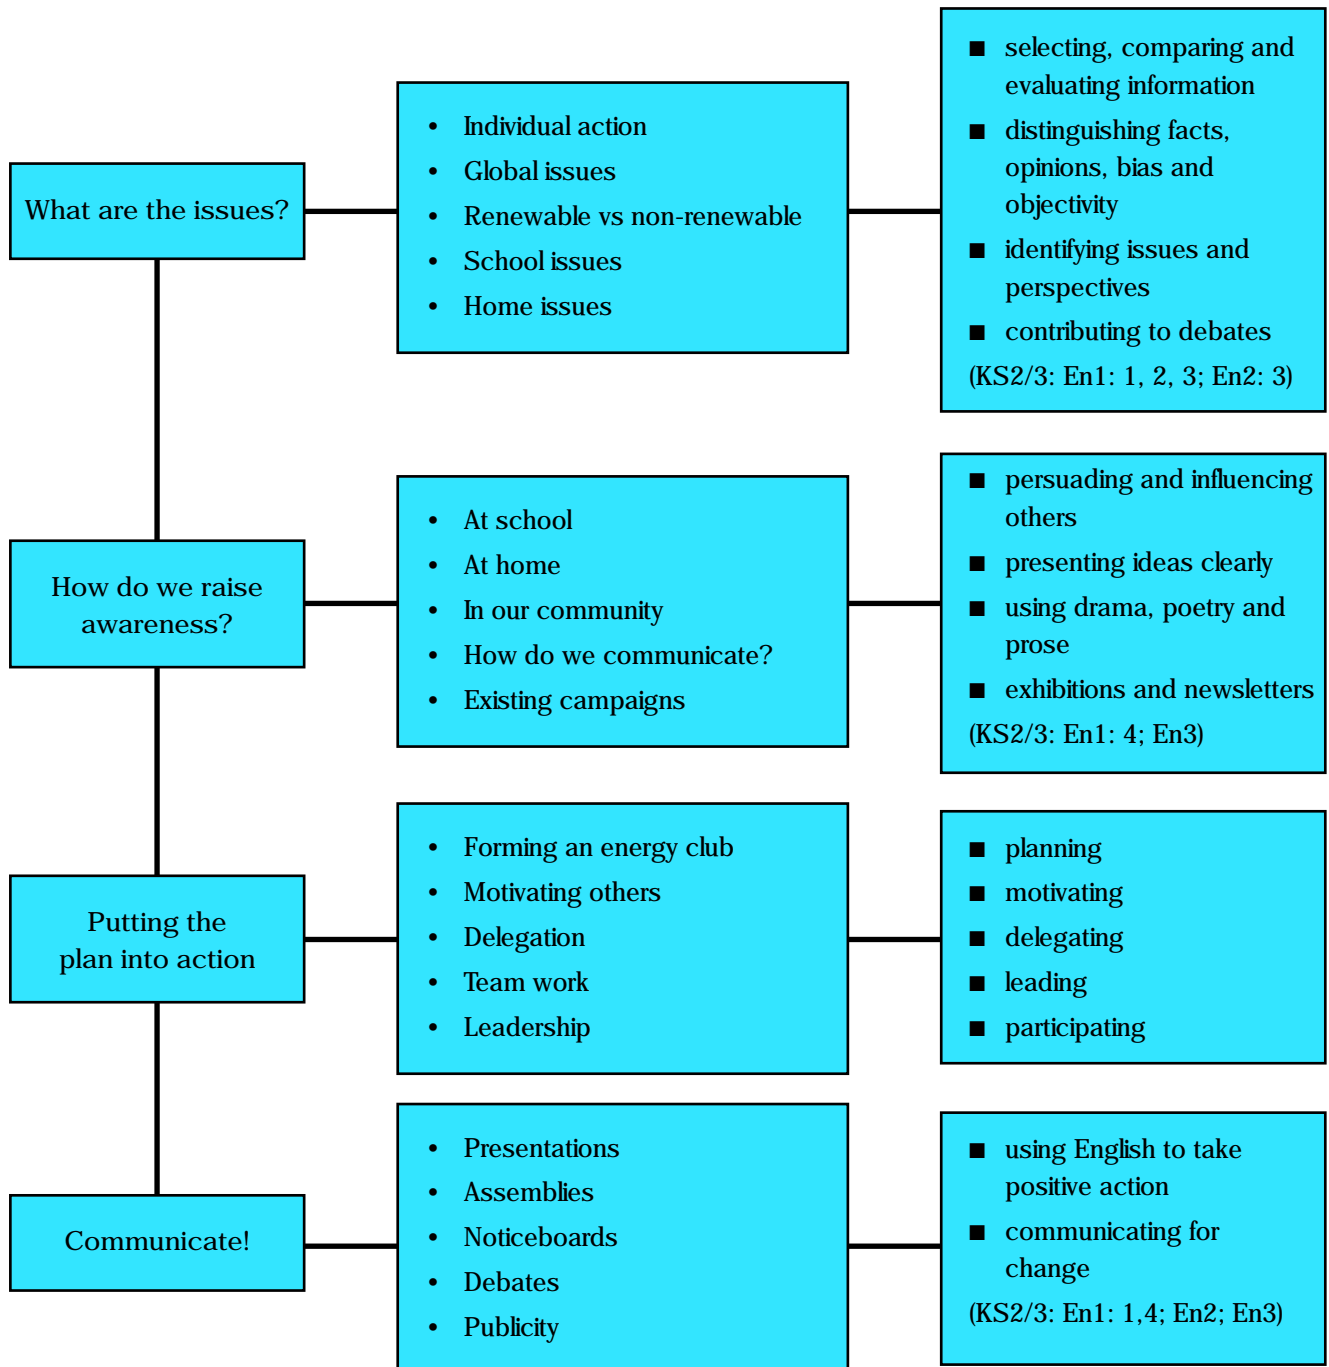 What are the issues?
• Individual action
• Global issues
• Renewable vs non-renewable
• School issues
• Home issues
■ selecting, comparing and
evaluating information
■ distinguishing facts,
opinions, bias and
objectivity
■ identifying issues and
perspectives
■ contributing to debates
(KS2/3: En1: 1, 2, 3; En2: 3)
How do we raise
awareness?
• At school
• At home
• In our community
• How do we communicate?
• Existing campaigns
■ persuading and influencing
others
■ presenting ideas clearly
■ using drama, poetry and
prose
■ exhibitions and newsletters
(KS2/3: En1: 4; En3)
Putting the
plan into action
• Forming an energy club
• Motivating others
• Delegation
• Team work
• Leadership
■ planning
■ motivating
■ delegating
■ leading
■ participating
Communicate!
• Presentations
• Assemblies
• Noticeboards
• Debates
• Publicity
■ using English to take
positive action
■ communicating for
change
(KS2/3: En1: 1,4; En2; En3)